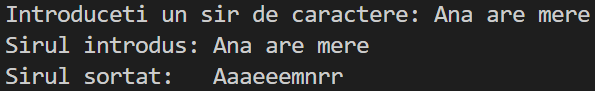 Introduceti un sir de caractere: Ana are mere
Sirul introdus: Ana are mere
Sirul sortat:   Aaaeeemnrr